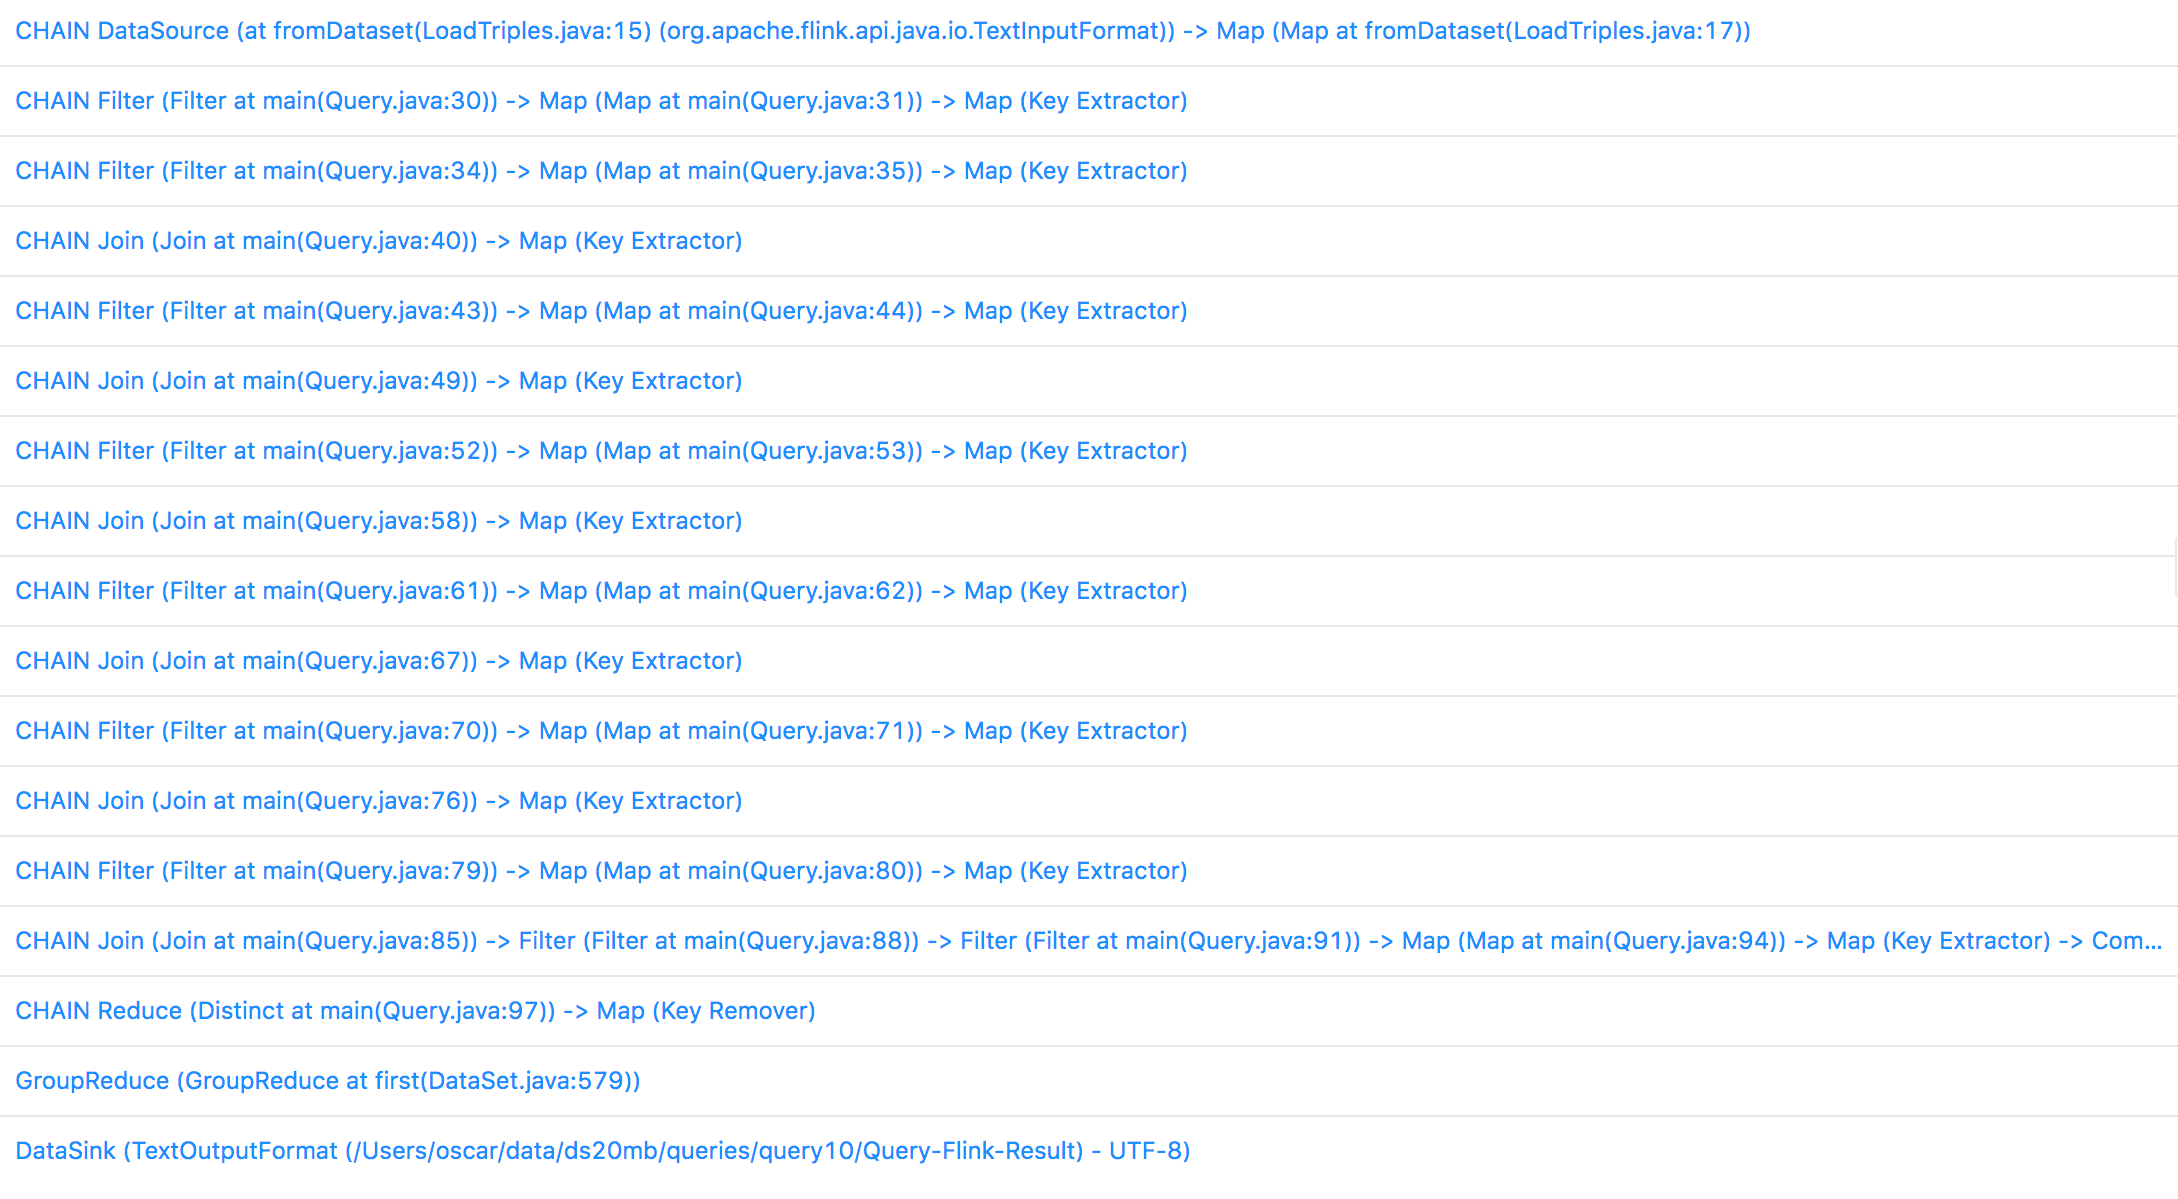 CHAIN DataSource (at fromDataset(LoadTriples.java:15) (org.apache.flink.api.java.io.TextInputFormat)) -> Map (Map at fromDataset(LoadTriples.java:17))
CHAIN Filter (Filter at main(Query.java:30)) -> Map (Map at main(Query.java:31)) -> Map (Key Extractor)
CHAIN Filter (Filter at main(Query.java:34)) -> Map (Map at main(Query.java:35)) -> Map (Key Extractor)
CHAIN Join (Join at main(Query.java:40)) -> Map (Key Extractor)
CHAIN Filter (Filter at main(Query.java:43)) -> Map (Map at main(Query.java:44)) -> Map (Key Extractor)
CHAIN Join (Join at main(Query.java:49)) -> Map (Key Extractor)
CHAIN Filter (Filter at main(Query.java:52)) -> Map (Map at main(Query.java:53)) -> Map (Key Extractor)
CHAIN Join (Join at main(Query.java:58)) -> Map (Key Extractor)
CHAIN Filter (Filter at main(Query.java:61)) -> Map (Map at main(Query.java:62)) -> Map (Key Extractor)
CHAIN Join (Join at main(Query.java:67)) -> Map (Key Extractor)
CHAIN Filter (Filter at main(Query.java:70)) -> Map (Map at main(Query.java:71)) -> Map (Key Extractor)
CHAIN Join (Join at main(Query.java:76)) -> Map (Key Extractor)
CHAIN Filter (Filter at main(Query.java:79)) -> Map (Map at main(Query.java:80)) -> Map (Key Extractor)
CHAIN Join (Join at main(Query.java:85)) -> Filter (Filter at main(Query.java:88)) -> Filter (Filter at main(Query.java:91)) -> Map (Map at main(Query.java:94)) -> Map (Key Extractor) -> Com...
CHAIN Reduce (Distinct at main(Query.java:97)) -> Map (Key Remover)
GroupReduce (GroupReduce at first(DataSet.java:579))
DataSink (TextOutputFormat (/Users/oscar/data/ds20mb/queries/query10/Query-Flink-Result) - UTF-8)